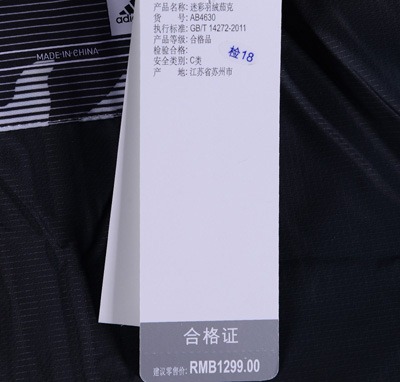 adidas
MADE IN CHINA
产品名称: 迷彩羽绒茄克
货 号: AB4630
执行标准: GB/T 14272-2011
产品等级: 合格品
检验合格:
检18
安全类别: C类
产 地: 江苏省苏州市
合格证
建议零售价: RMB1299.00